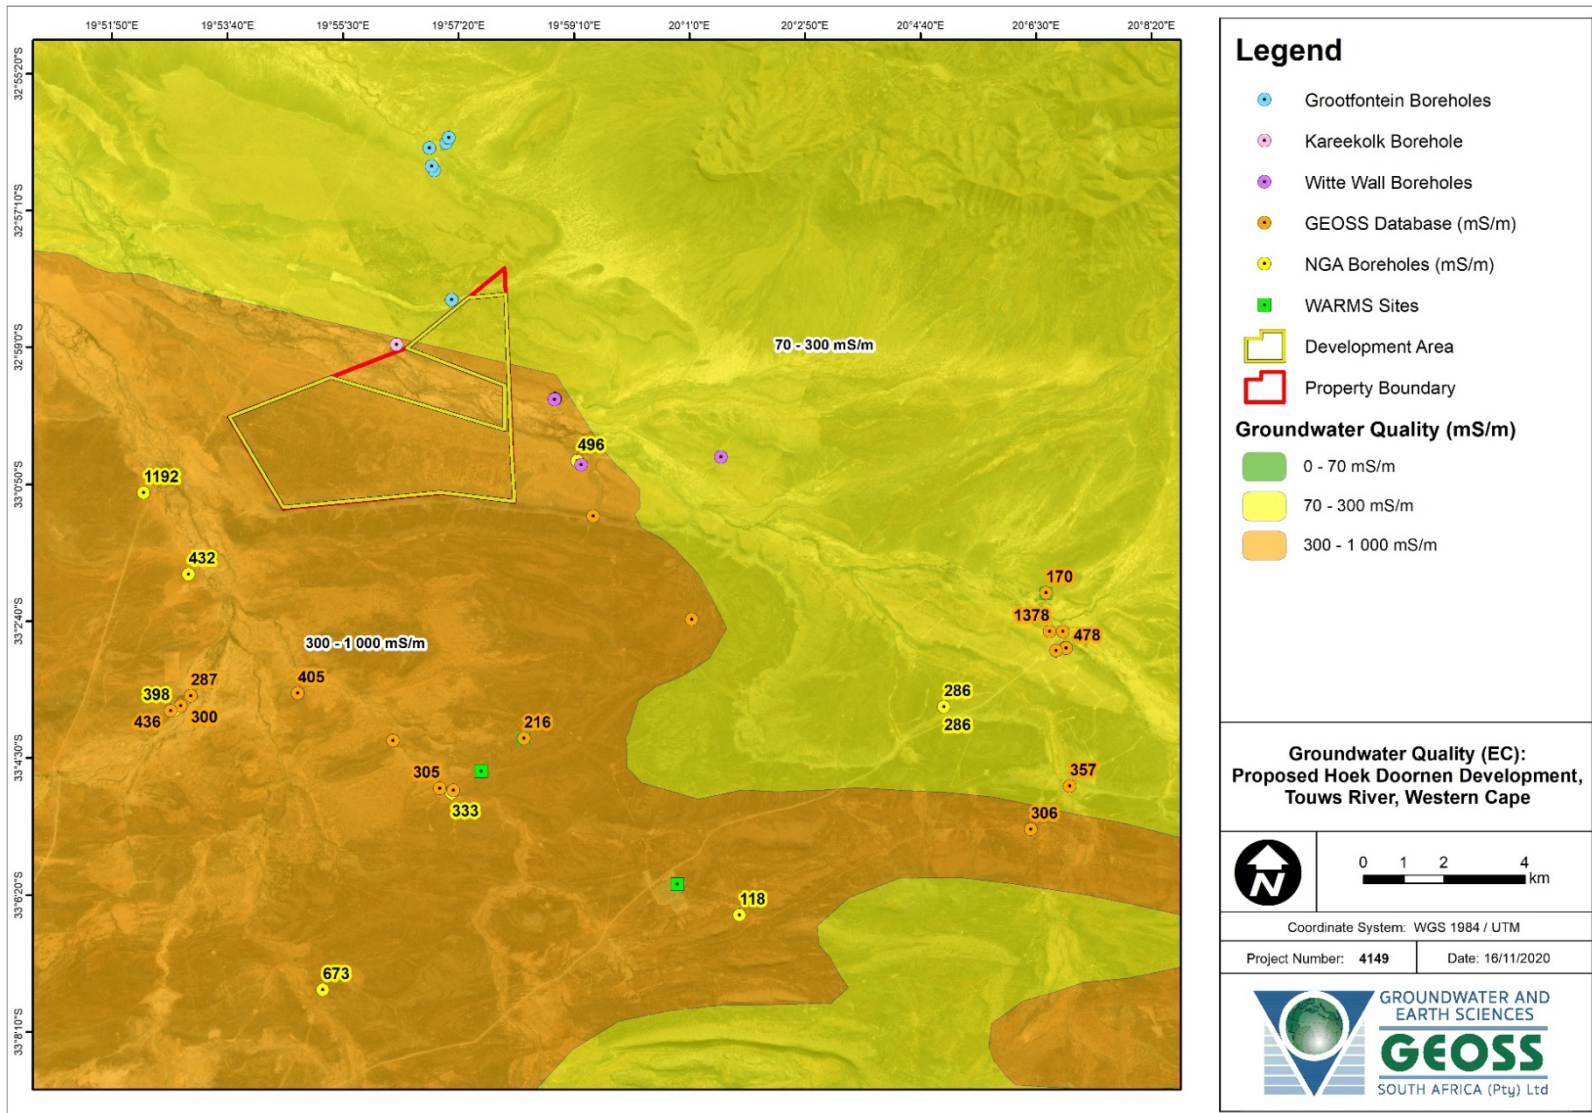 19°51'50"E 19°53'40"E 19°55'30"E 19°57'20"E 19°59'10"E 20°1'0"E 20°2'50"E 20°4'40"E 20°6'30"E 20°8'20"E
32°55'20"S
32°57'10"S
32°59'0"S
33°0'50"S
33°2'40"S
33°4'30"S
33°6'20"S
33°8'10"S
70 - 300 mS/m
496
1192
432
170
1378
478
300 - 1 000 mS/m
287
398
405
436
300
286
286
216
305
333
357
306
118
673
Legend
Grootfontein Boreholes
Kareekolk Borehole
Witte Wall Boreholes
GEOSS Database (mS/m)
NGA Boreholes (mS/m)
WARMS Sites
Development Area
Property Boundary
Groundwater Quality (mS/m)
0 - 70 mS/m
70 - 300 mS/m
300 - 1 000 mS/m
Groundwater Quality (EC):
Proposed Hoek Doornen Development,
Touws River, Western Cape
N
0 1 2 4
km
Coordinate System: WGS 1984 / UTM
Project Number: 4149
Date: 16/11/2020
GROUNDWATER AND
EARTH SCIENCES
GEOSS
SOUTH AFRICA (Pty) Ltd